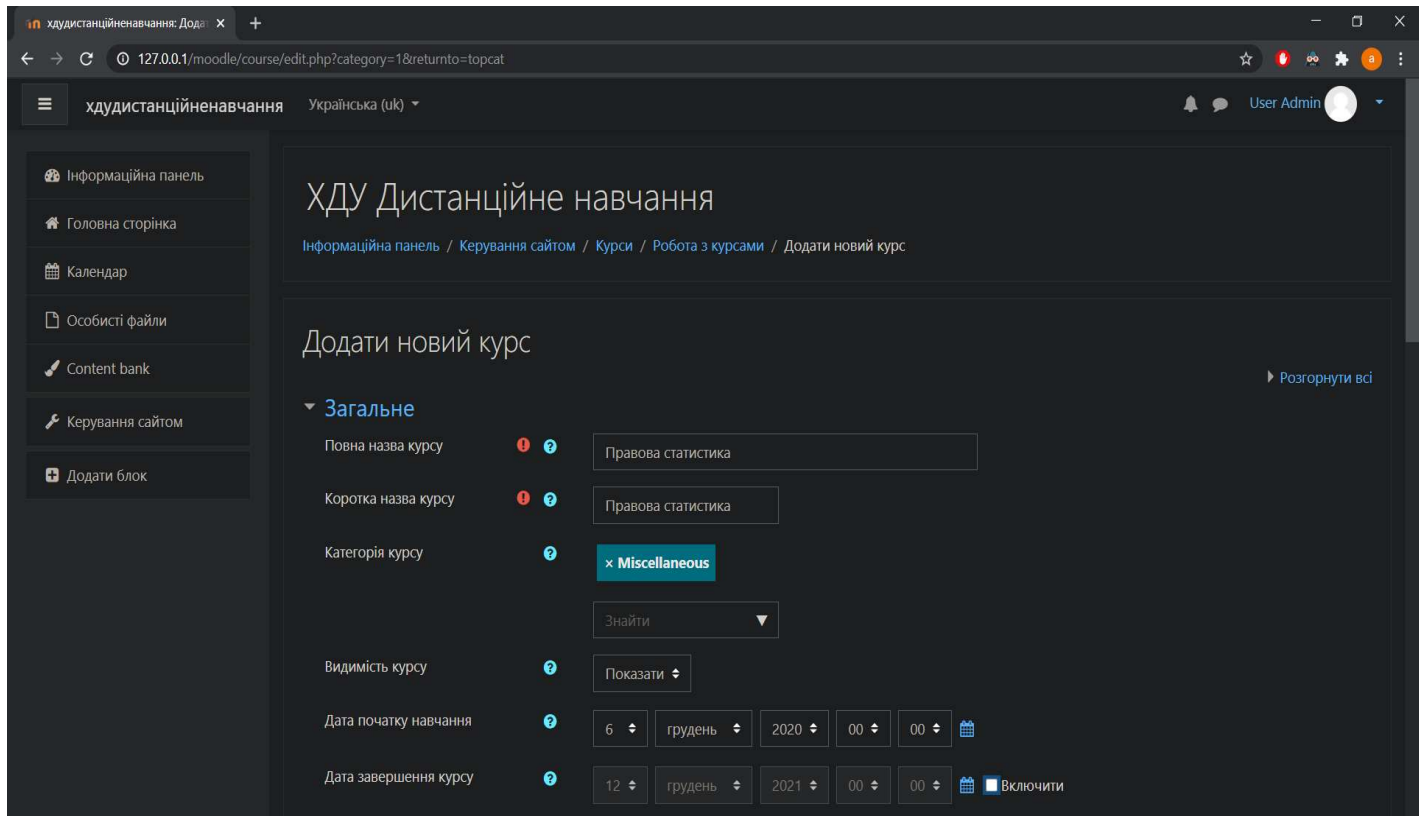 хдудистанційненавчання: Дода
127.0.0.1/moodle/course/edit.php?category=1&returnto=topcat
a
хдудистанційненавчання Українська (uk) User Admin
Інформаційна панель
Головна сторінка
Календар
Особисті файли
Content bank
Керування сайтом
Додати блок
ХДУ Дистанційне навчання
Інформаційна панель / Керування сайтом / Курси / Робота з курсами / Додати новий курс
Додати новий курс
Розгорнути всі
Загальне
Повна назва курсу Правова статистика
Коротка назва курсу Правова статистика
Категорія курсу × Miscellaneous
Знайти
Видимість курсу Показати
Дата початку навчання 6 грудень 2020 00 00
Дата завершення курсу 12 грудень 2021 00 00 Включити